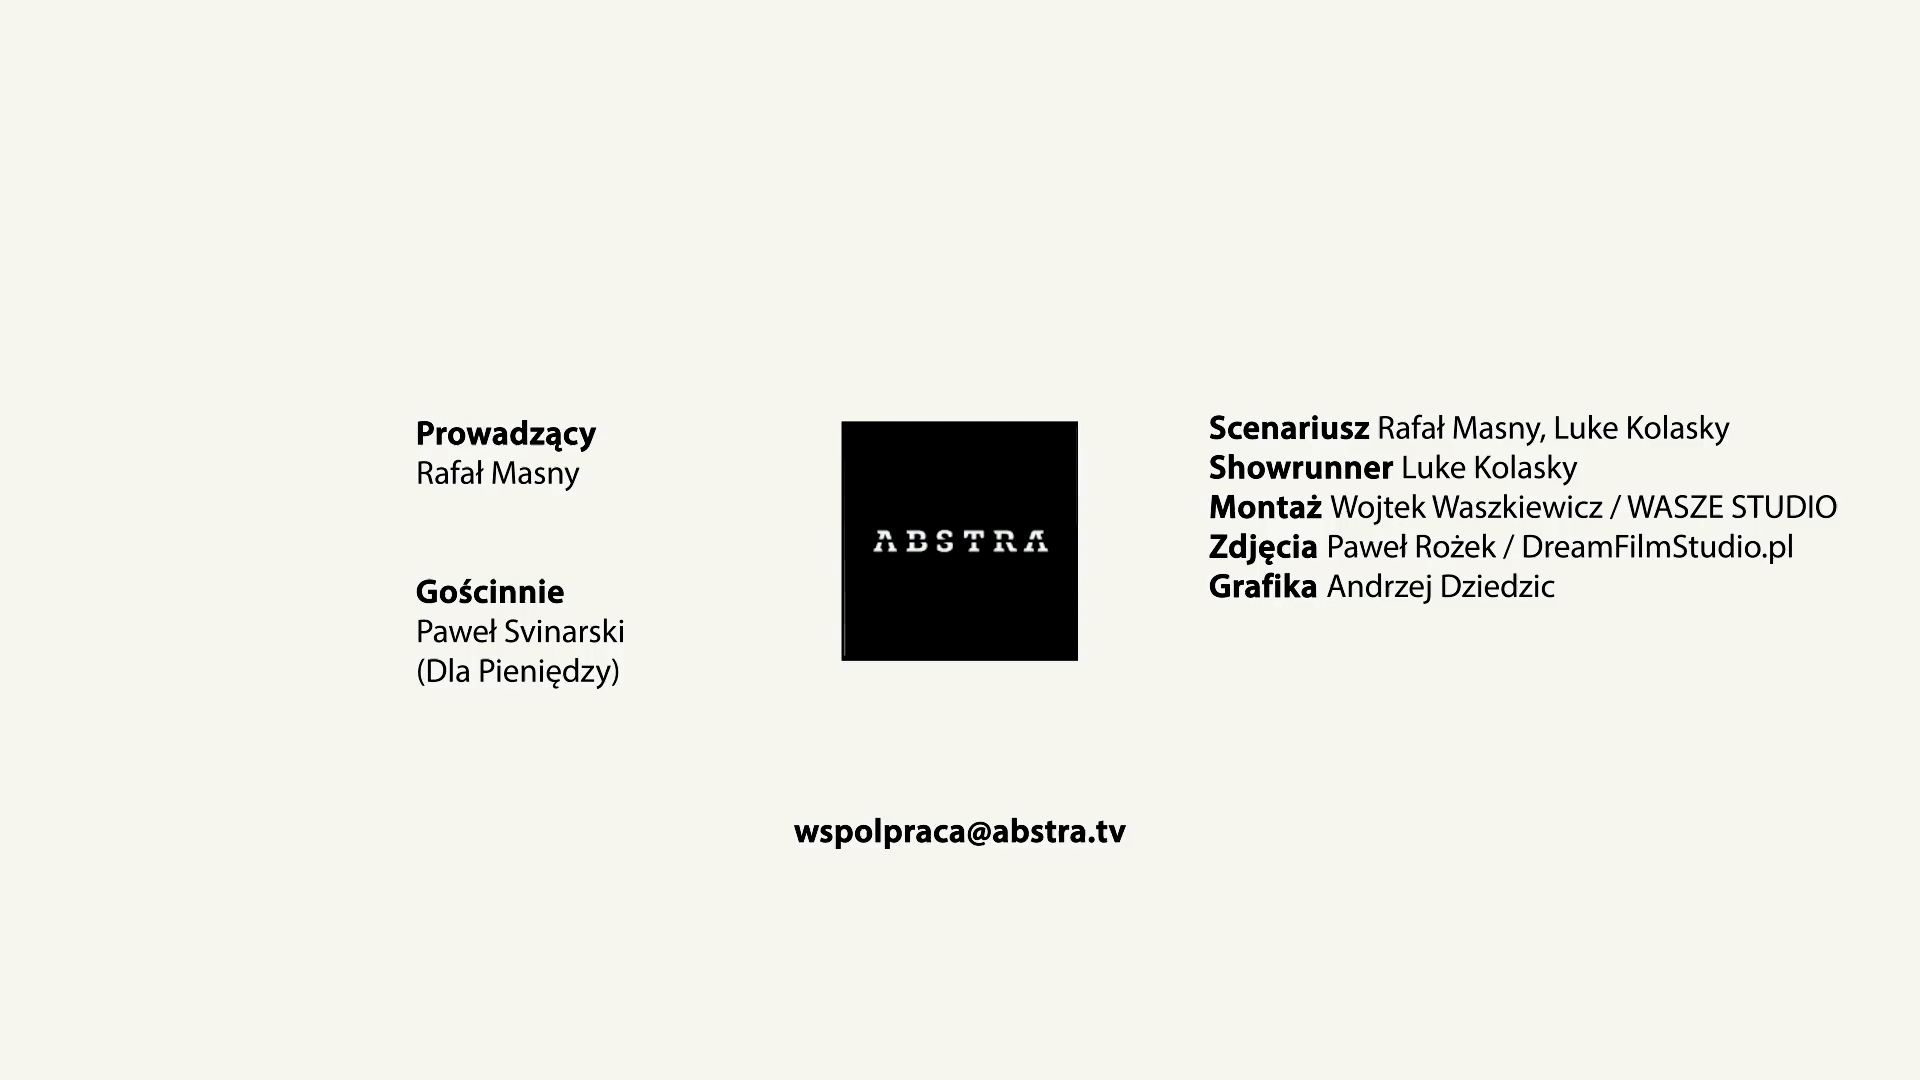 Prowadzący
Rafał Masny
Gościnnie
Paweł Svinarski
(Dla Pieniędzy)
ABSTRA
Scenariusz Rafał Masny, Luke Kolasky
Showrunner Luke Kolasky
Montaż Wojtek Waszkiewicz / WASZE STUDIO
Zdjęcia Paweł Rożek / DreamFilmStudio.pl
Grafika Andrzej Dziedzic
wspolpraca@abstra.tv